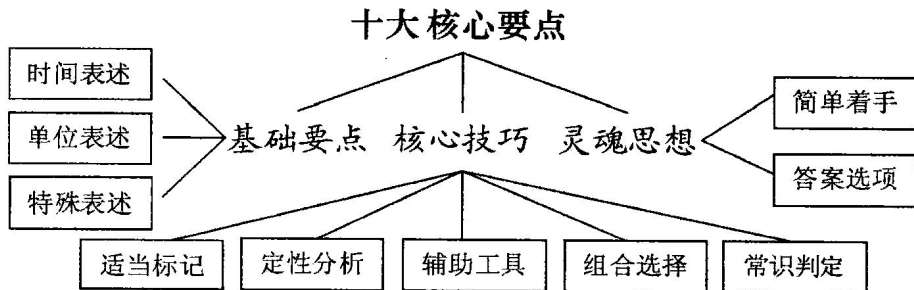 十大核心要点
时间表述
单位表述
特殊表述
基础要点 核心技巧 灵魂思想
简单着手
答案选项
适当标记 定性分析 辅助工具 组合选择 常识判定